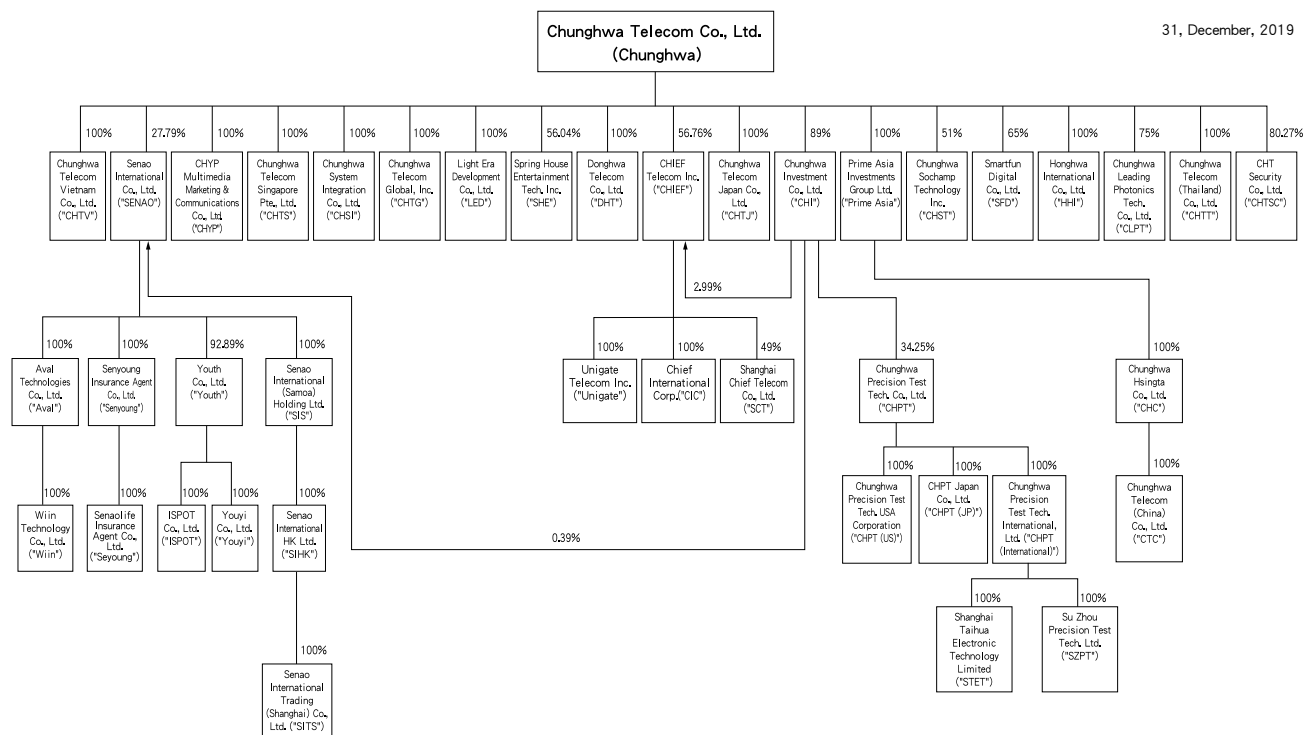 Chunghwa Telecom Co., Ltd.
(Chunghwa)
31, December, 2019
100%
27.79%
100%
100%
100%
100%
100%
56.04%
100%
56.76%
100%
89%
100%
51%
65%
100%
75%
100%
80.27%
Chunghwa
Telecom
Vietnam
Co., Ltd.
("CHTV)
Senao
International
Co., Ltd.
("SENAO")
CHYP
Multimedia
Marketing &
Communications
Co., Ltd.
("CHYP")
Chunghwa
Telecom
Singapore
Pte., Ltd.
("CHTS")
Chunghwa
System
Integration
Co., Ltd.
("CHSI")
Chunghwa
Telecom
Global, Inc.
("CHTG")
Light Era
Development
Co., Ltd.
("LED")
Spring House
Entertainment
Tech. Inc.
("SHE")
Donghwa
Telecom
Co., Ltd.
("DHT")
CHIEF
Telecom Inc.
("CHIEF")
Chunghwa
Telecom
Japan Co.,
Ltd.
("CHTJ")
Chunghwa
Investment
Co., Ltd.
("CHI")
Prime Asia
Investments
Group Ltd.
("Prime Asia")
Chunghwa
Sochamp
Technology
Inc.
("CHST")
Smartfun
Digital
Co., Ltd.
("SFD")
Honghwa
International
Co., Ltd.
("HHI")
Chunghwa
Leading
Photonics
Tech.
Co., Ltd.
("CLPT")
Chunghwa
Telecom
(Thailand)
Co., Ltd.
("CHTT")
CHT
Security
Co., Ltd.
("CHTSC)
2.99%
100%
100%
92.89%
100%
100%
100%
49%
34.25%
100%
Aval
Technologies
Co., Ltd.
("Aval")
Senyoung
Insurance Agent
Co., Ltd.
("Senyoung")
Youth
Co., Ltd.
("Youth")
Senao
International
(Samoa)
Holding Ltd.
("SIS")
Unigate
Telecom Inc.
("Unigate")
Chief
International
Corp.("CIC")
Shanghai
Chief Telecom
Co., Ltd.
("SCT")
Chunghwa
Precision Test
Tech. Co., Ltd.
("CHPT")
Chunghwa
Hsingta
Co., Ltd.
("CHC")
100%
100%
100%
100%
100%
100%
100%
100%
100%
Wiin
Technology
Co., Ltd.
("Wiin")
Senaolife
Insurance
Agent Co.,
Ltd.
("Seyoung")
ISPOT
Co., Ltd.
("ISPOT")
Youyi
Co., Ltd.
("Youyi")
Senao
International
HK Ltd.
("SIHK")
0.39%
Chunghwa
Precision Test
Tech. USA
Corporation
("CHPT (US)")
CHPT Japan
Co., Ltd.
("CHPT (JP)")
Chunghwa
Precision
Test Tech.
International,
Ltd. ("CHPT
(International)")
Chunghwa
Telecom
(China)
Co., Ltd.
("CTC")
100%
100%
Shanghai
Taihua
Electronic
Technology
Limited
("STET")
Su Zhou
Precision Test
Tech. Ltd.
("SZPT")
100%
Senao
International
Trading
(Shanghai) Co.,
Ltd. ("SITS")